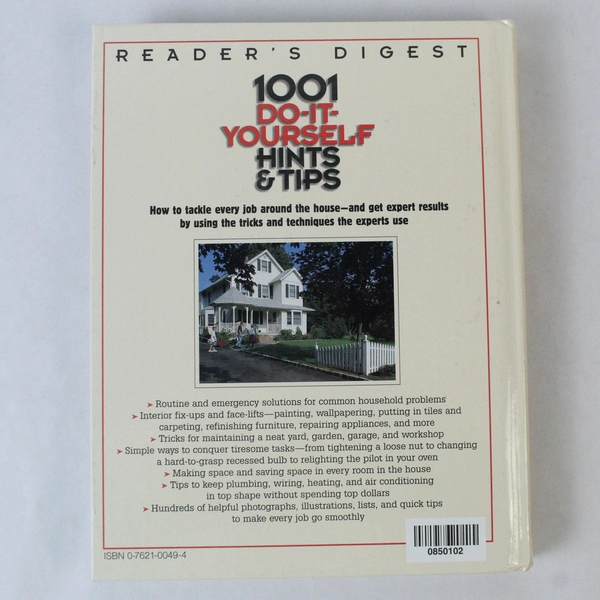 READER'S DIGEST
1001
DO-IT-
YOURSELF
HINTS
& TIPS
How to tackle every job around the house—and get expert results
by using the tricks and techniques the experts use
➤ Routine and emergency solutions for common household problems
➤ Interior fix-ups and face-lifts—painting, wallpapering, putting in tiles and
carpeting, refinishing furniture, repairing appliances, and more
➤ Tricks for maintaining a neat yard, garden, garage, and workshop
➤ Simple ways to conquer tiresome tasks—from tightening a loose nut to changing
a hard-to-grasp recessed bulb to relighting the pilot in your oven
➤ Making space and saving space in every room in the house
➤ Tips to keep plumbing, wiring, heating, and air conditioning
in top shape without spending top dollars
➤ Hundreds of helpful photographs, illustrations, lists, and quick tips
to make every job go smoothly
ISBN 0-7621-0049-4
0850102